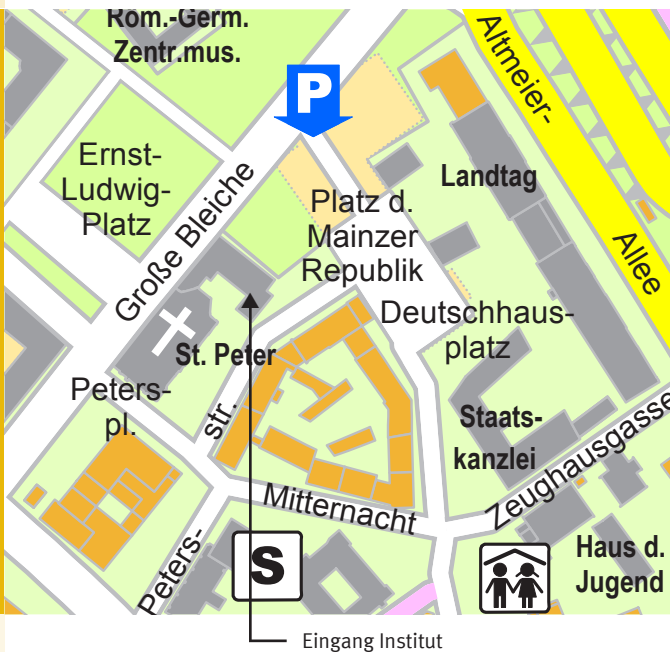 Röm.-Germ.
Zentr.mus.
P
Altmeier-
Allee
Ernst-
Ludwig-
Platz
Große Bleiche
Landtag
Platz d.
Mainzer
Republik
Deutschhaus-
platz
St. Peter
Peters-
pl.
str.
Staats-
kanzlei
Zeughausgasse
Mitternacht
Peters-
S
Haus d.
Jugend
Eingang Institut